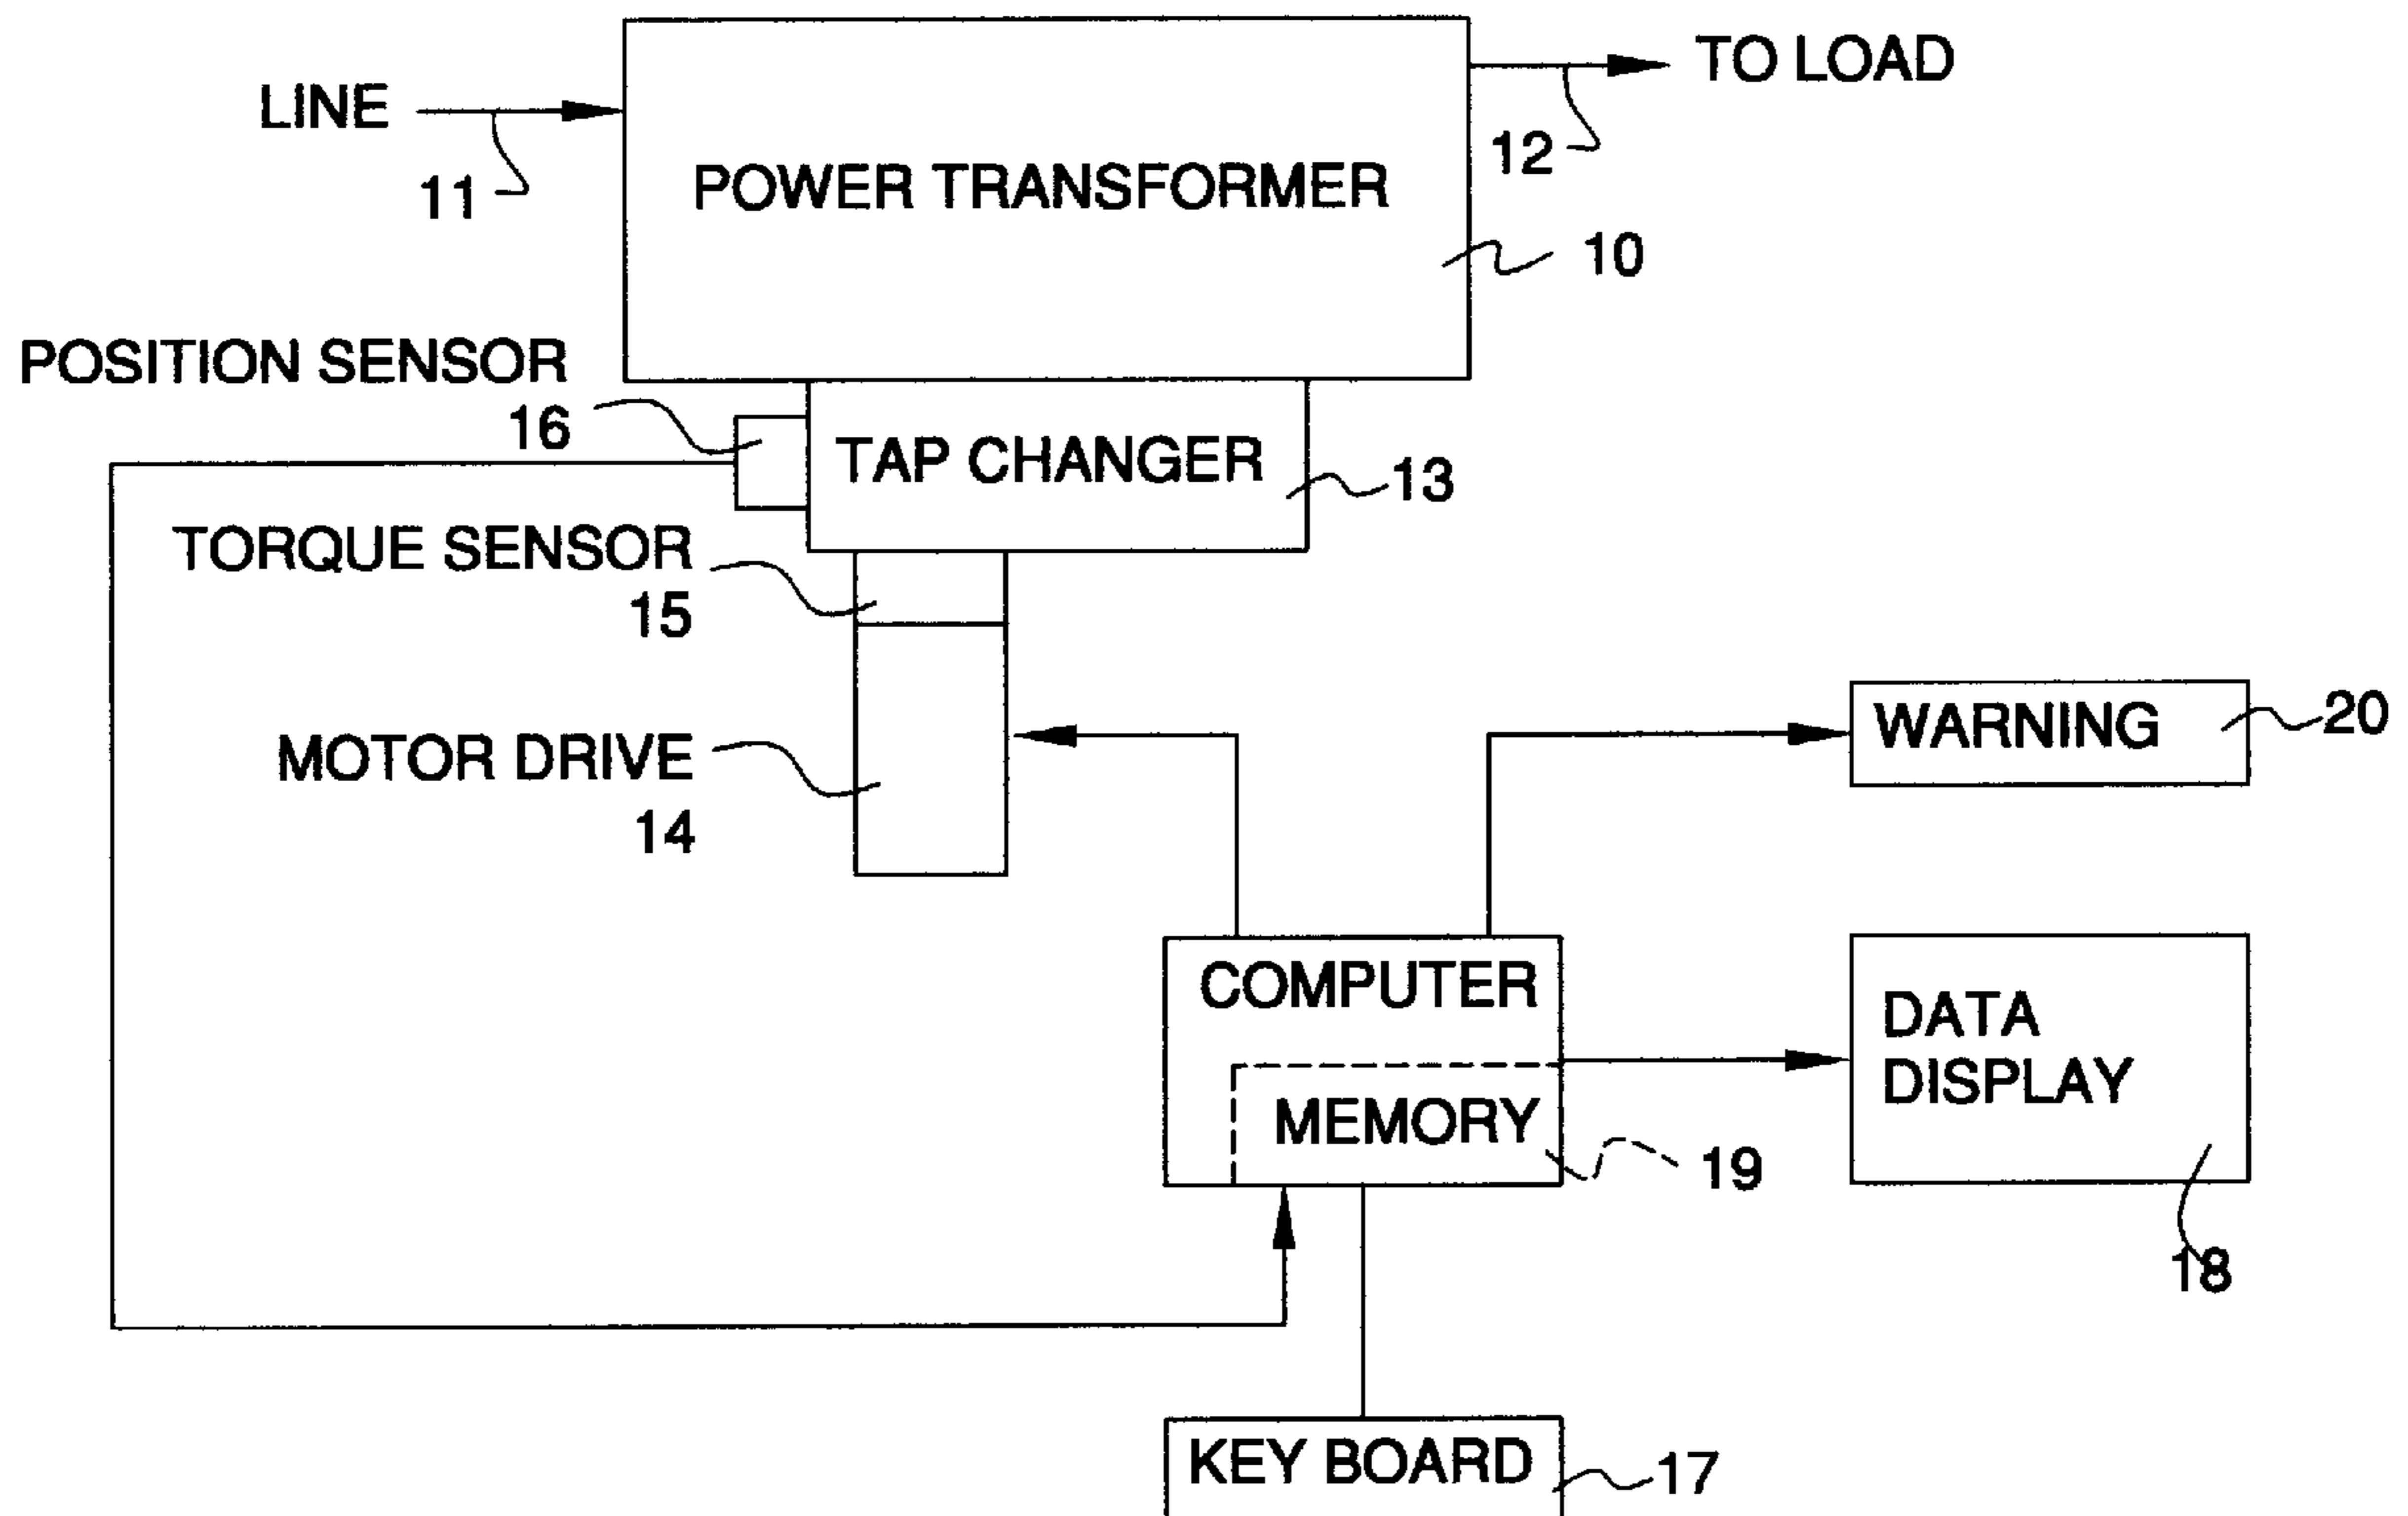 LINE
TO LOAD
11
12
POWER TRANSFORMER
10
POSITION SENSOR
16
TAP CHANGER
13
TORQUE SENSOR
15
MOTOR DRIVE
14
WARNING
20
COMPUTER
MEMORY
19
DATA
DISPLAY
18
KEY BOARD
17